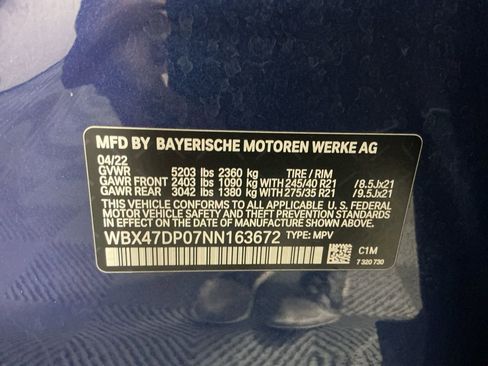 MFD BY BAYERISCHE MOTOREN WERKE AG
04/22
GVWR 5203 lbs 2360 kg TIRE / RIM
GAWR FRONT 2403 lbs 1090 kg WITH 245/40 R21 /8.5Jx21
GAWR REAR 3042 lbs 1380 kg WITH 275/35 R21 /9.5Jx21
THIS VEHICLE CONFORMS TO ALL APPLICABLE U. S. FEDERAL
MOTOR VEHICLE SAFETY, BUMPER, AND THEFT PREVENTION STANDARDS
IN EFFECT ON THE DATE OF MANUFACTURE SHOWN ABOVE.
WBX47DP07NN163672 TYPE: MPV
C1M
7 320 730